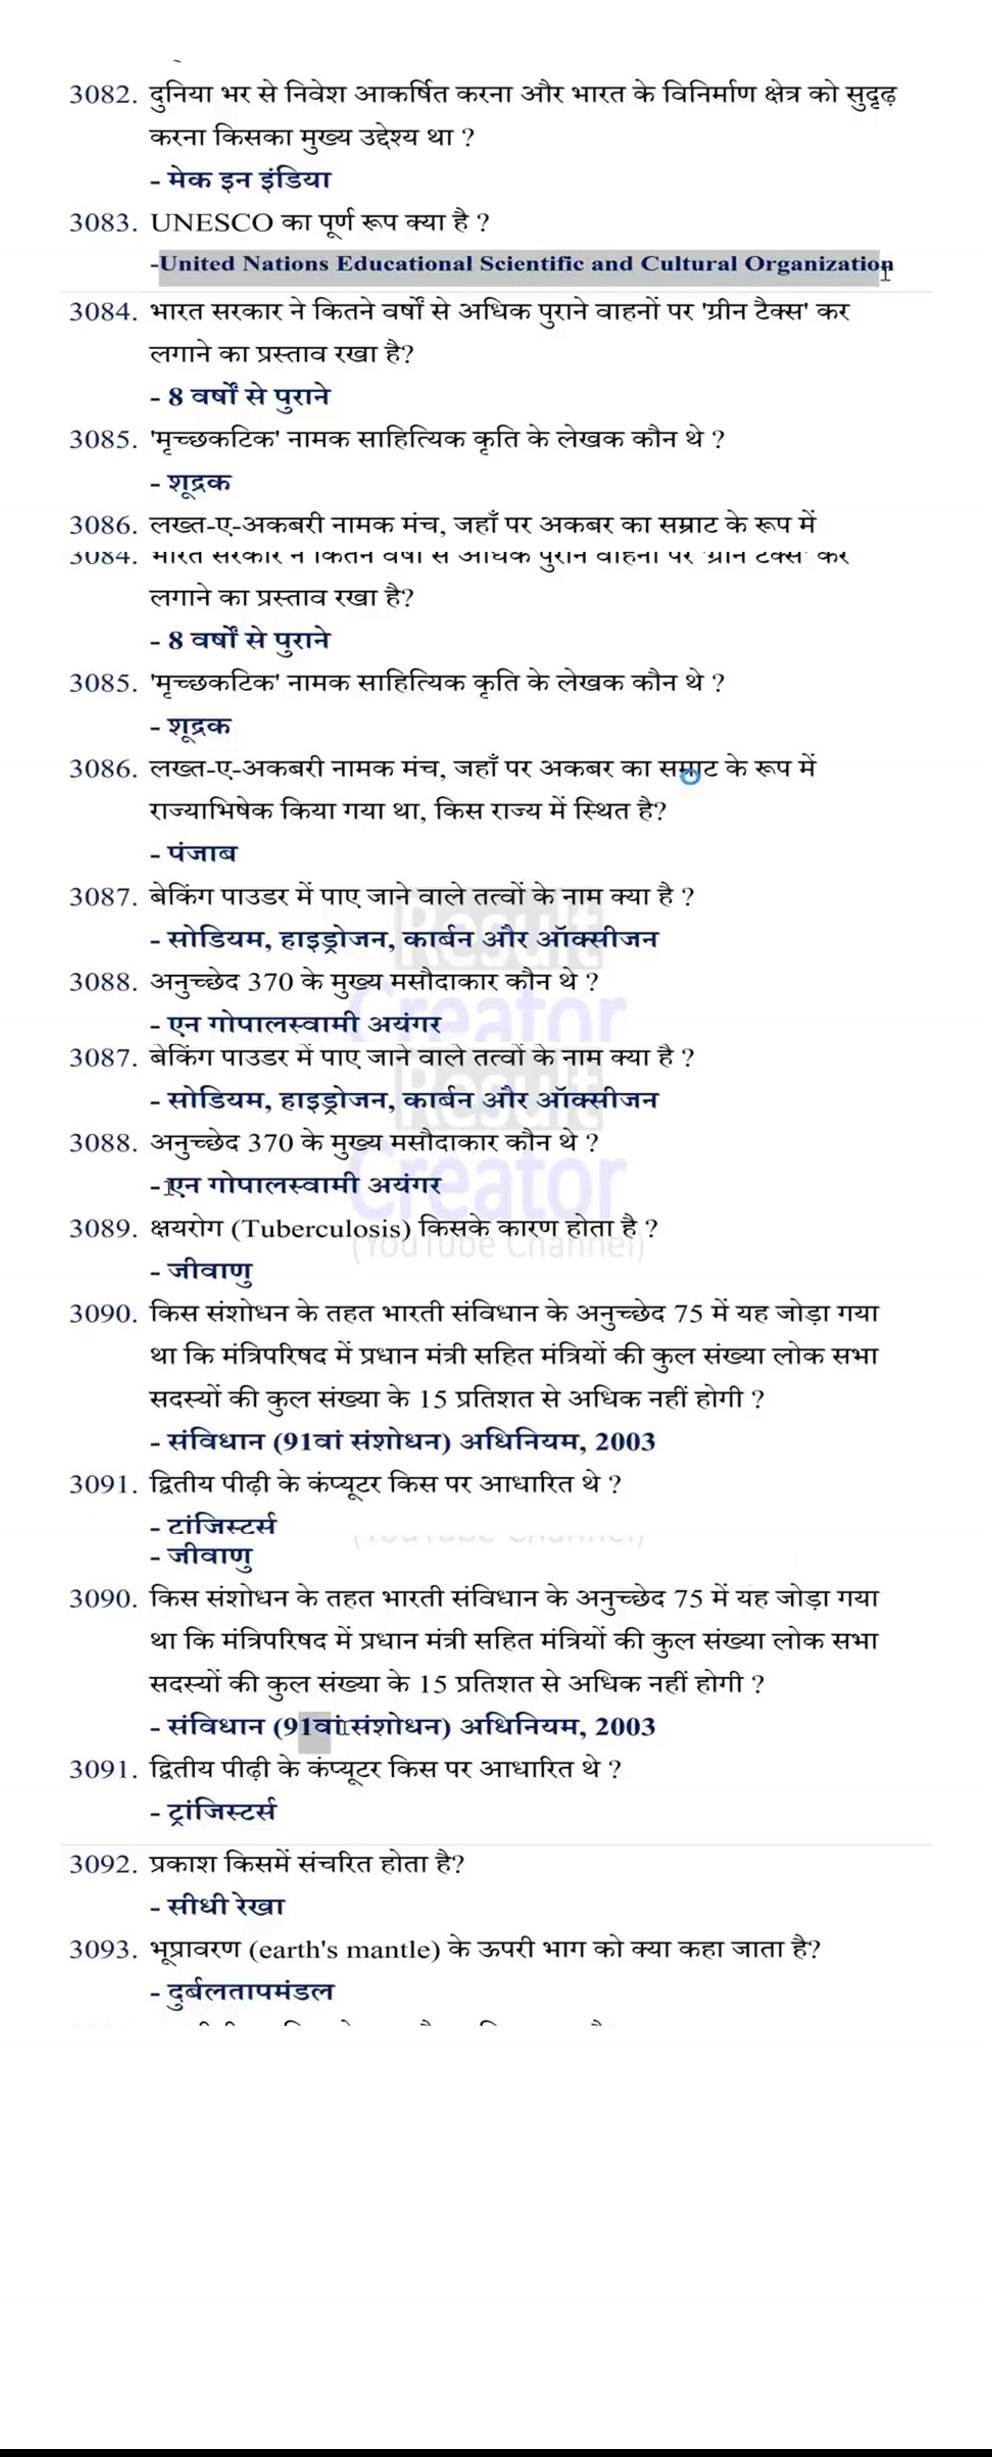 3082. दुनिया भर से निवेश आकर्षित करना और भारत के विनिर्माण क्षेत्र को सुदृढ़
करना किसका मुख्य उद्देश्य था ?
- मेक इन इंडिया
3083. UNESCO का पूर्ण रूप क्या है ?
-United Nations Educational Scientific and Cultural Organization
3084. भारत सरकार ने कितने वर्षों से अधिक पुराने वाहनों पर 'ग्रीन टैक्स' कर
लगाने का प्रस्ताव रखा है?
- 8 वर्षों से पुराने
3085. 'मृच्छकटिक' नामक साहित्यिक कृति के लेखक कौन थे ?
- शूद्रक
3086. लख्त-ए-अकबरी नामक मंच, जहाँ पर अकबर का सम्राट के रूप में
3084. भारत सरकार ने कितने वर्षों से अधिक पुराने वाहनों पर 'ग्रीन टैक्स' कर
लगाने का प्रस्ताव रखा है?
- 8 वर्षों से पुराने
3085. 'मृच्छकटिक' नामक साहित्यिक कृति के लेखक कौन थे ?
- शूद्रक
3086. लख्त-ए-अकबरी नामक मंच, जहाँ पर अकबर का सम्राट के रूप में
राज्याभिषेक किया गया था, किस राज्य में स्थित है?
- पंजाब
3087. बेकिंग पाउडर में पाए जाने वाले तत्वों के नाम क्या है ?
Result
- सोडियम, हाइड्रोजन, कार्बन और ऑक्सीजन
3088. अनुच्छेद 370 के मुख्य मसौदाकार कौन थे ?
Creator
- एन गोपालस्वामी अयंगर
3087. बेकिंग पाउडर में पाए जाने वाले तत्वों के नाम क्या है ?
Result
- सोडियम, हाइड्रोजन, कार्बन और ऑक्सीजन
3088. अनुच्छेद 370 के मुख्य मसौदाकार कौन थे ?
Creator
- एन गोपालस्वामी अयंगर
3089. क्षयरोग (Tuberculosis) किसके कारण होता है ?
(YouTube Channel)
- जीवाणु
3090. किस संशोधन के तहत भारती संविधान के अनुच्छेद 75 में यह जोड़ा गया
था कि मंत्रिपरिषद में प्रधान मंत्री सहित मंत्रियों की कुल संख्या लोक सभा
सदस्यों की कुल संख्या के 15 प्रतिशत से अधिक नहीं होगी ?
- संविधान (91वां संशोधन) अधिनियम, 2003
3091. द्वितीय पीढ़ी के कंप्यूटर किस पर आधारित थे ?
- टांजिस्टर्स
- जीवाणु
3090. किस संशोधन के तहत भारती संविधान के अनुच्छेद 75 में यह जोड़ा गया
था कि मंत्रिपरिषद में प्रधान मंत्री सहित मंत्रियों की कुल संख्या लोक सभा
सदस्यों की कुल संख्या के 15 प्रतिशत से अधिक नहीं होगी ?
- संविधान (91वां संशोधन) अधिनियम, 2003
3091. द्वितीय पीढ़ी के कंप्यूटर किस पर आधारित थे ?
- ट्रांजिस्टर्स
3092. प्रकाश किसमें संचरित होता है?
- सीधी रेखा
3093. भूप्रावरण (earth's mantle) के ऊपरी भाग को क्या कहा जाता है?
- दुर्बलतापमंडल